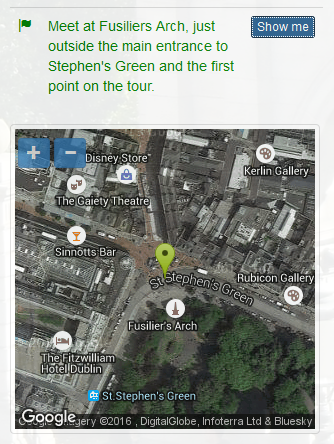 Meet at Fusiliers Arch, just
outside the main entrance to
Stephen's Green and the first
point on the tour.
Show me
+
−
Disney Store
Kerlin Gallery
The Gaiety Theatre
Sinnotts Bar
St Stephen's Green
Rubicon Gallery
Fusilier's Arch
The Fitzwilliam
Hotel Dublin
St.Stephen's Green
Google
Imagery ©2016 , DigitalGlobe, Infoterra Ltd & Bluesky